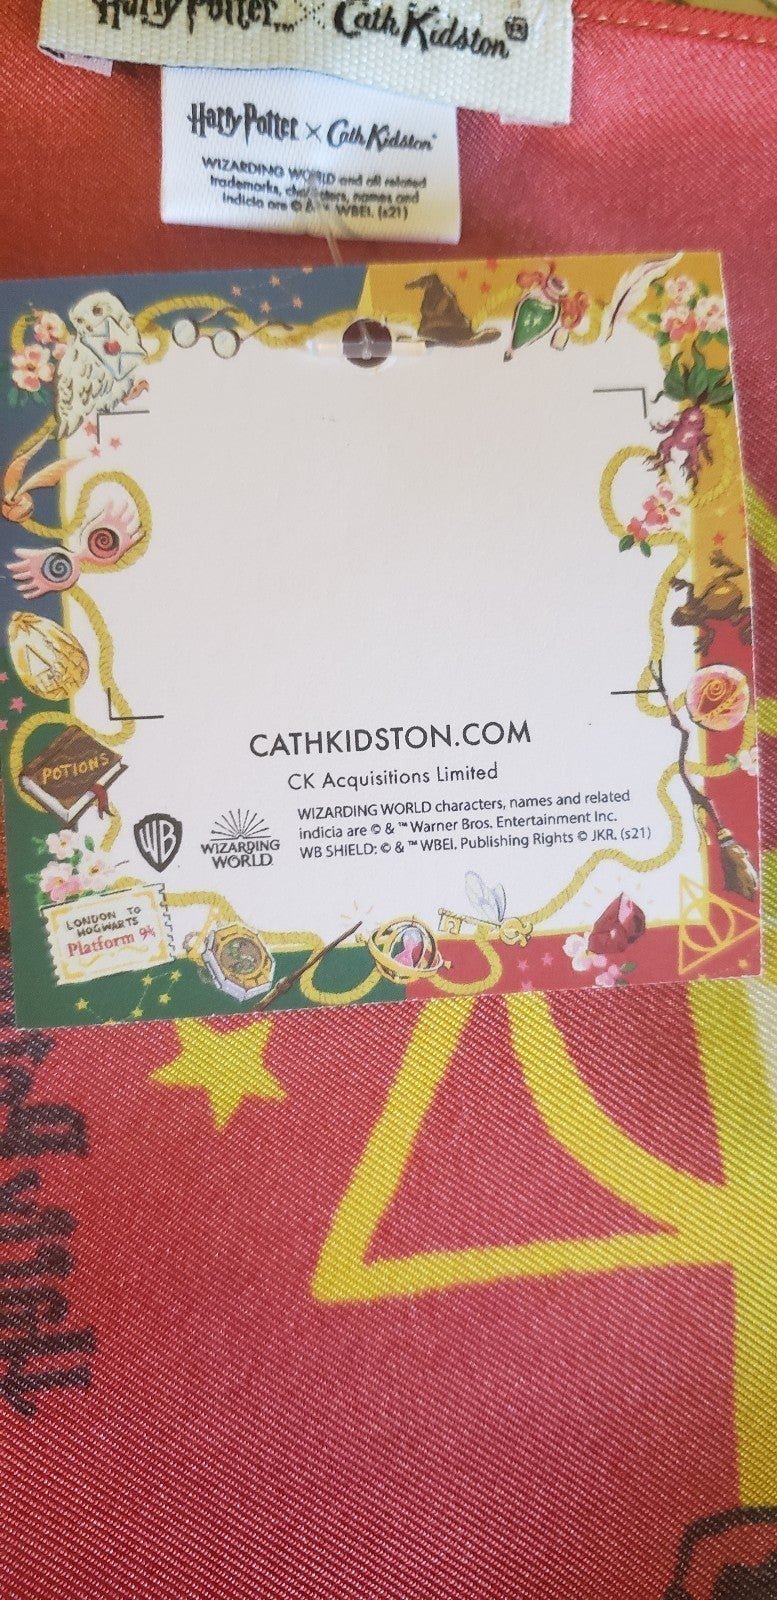 Harry Potter™ × Cath Kidston®
Harry Potter × Cath Kidston®
WIZARDING WORLD and all related
trademarks, characters, names and
indicia are © & ™ WBEI. (s21)
CATHKIDSTON.COM
CK Acquisitions Limited
WIZARDING WORLD characters, names and related
indicia are © & ™ Warner Bros. Entertainment Inc.
WB SHIELD: © & ™ WBEI. Publishing Rights © JKR. (s21)
WB
WIZARDING
WORLD
POTIONS
LONDON TO
HOGWARTS
Platform 9¾